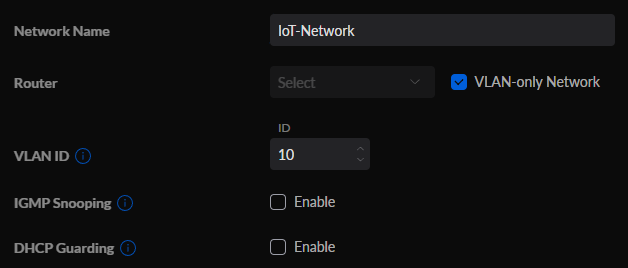 Network Name IoT-Network
Router Select VLAN-only Network
ID
VLAN ID 10
IGMP Snooping Enable
DHCP Guarding Enable